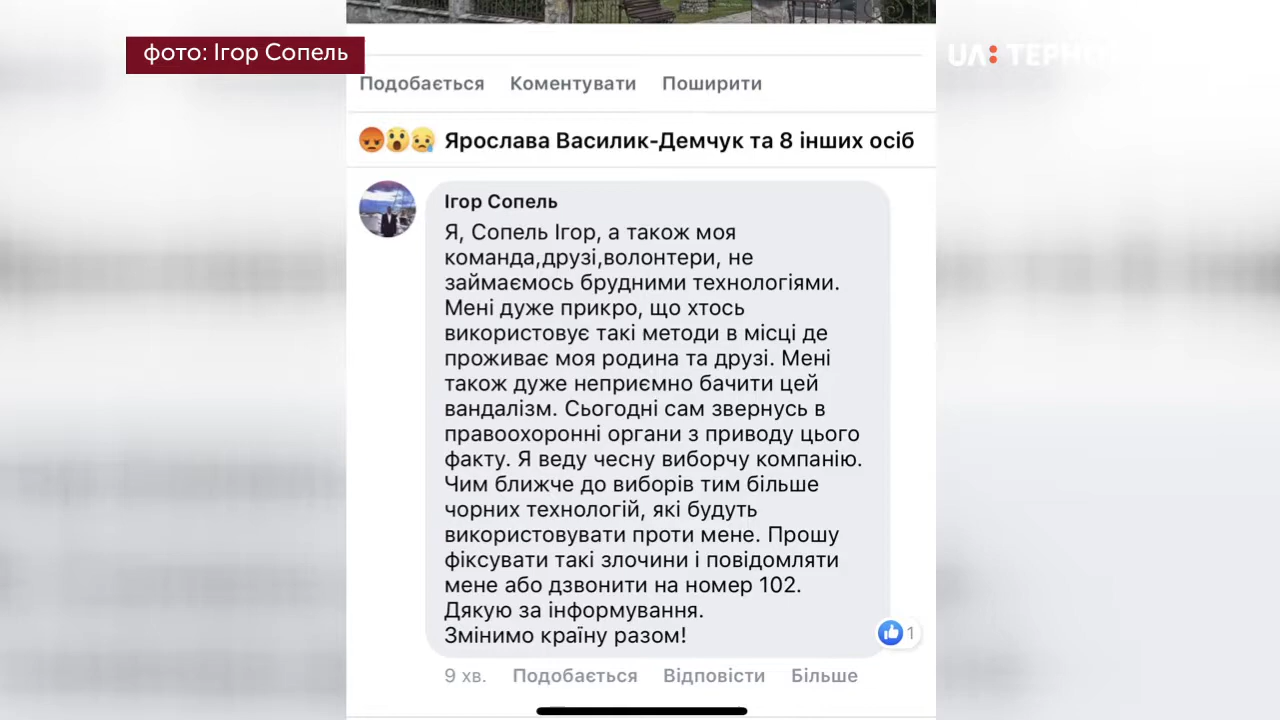 фото: Ігор Сопель
UA: ТЕРНО
Подобається Коментувати Поширити
Ярослава Василик-Демчук та 8 інших осіб
Ігор Сопель
Я, Сопель Ігор, а також моя
команда,друзі,волонтери, не
займаємось брудними технологіями.
Мені дуже прикро, що хтось
використовує такі методи в місці де
проживає моя родина та друзі. Мені
також дуже неприємно бачити цей
вандалізм. Сьогодні сам звернусь в
правоохоронні органи з приводу цього
факту. Я веду чесну виборчу компанію.
Чим ближче до виборів тим більше
чорних технологій, які будуть
використовувати проти мене. Прошу
фіксувати такі злочини і повідомляти
мене або дзвонити на номер 102.
Дякую за інформування.
Змінимо країну разом!
1
9 хв. Подобається Відповісти Більше